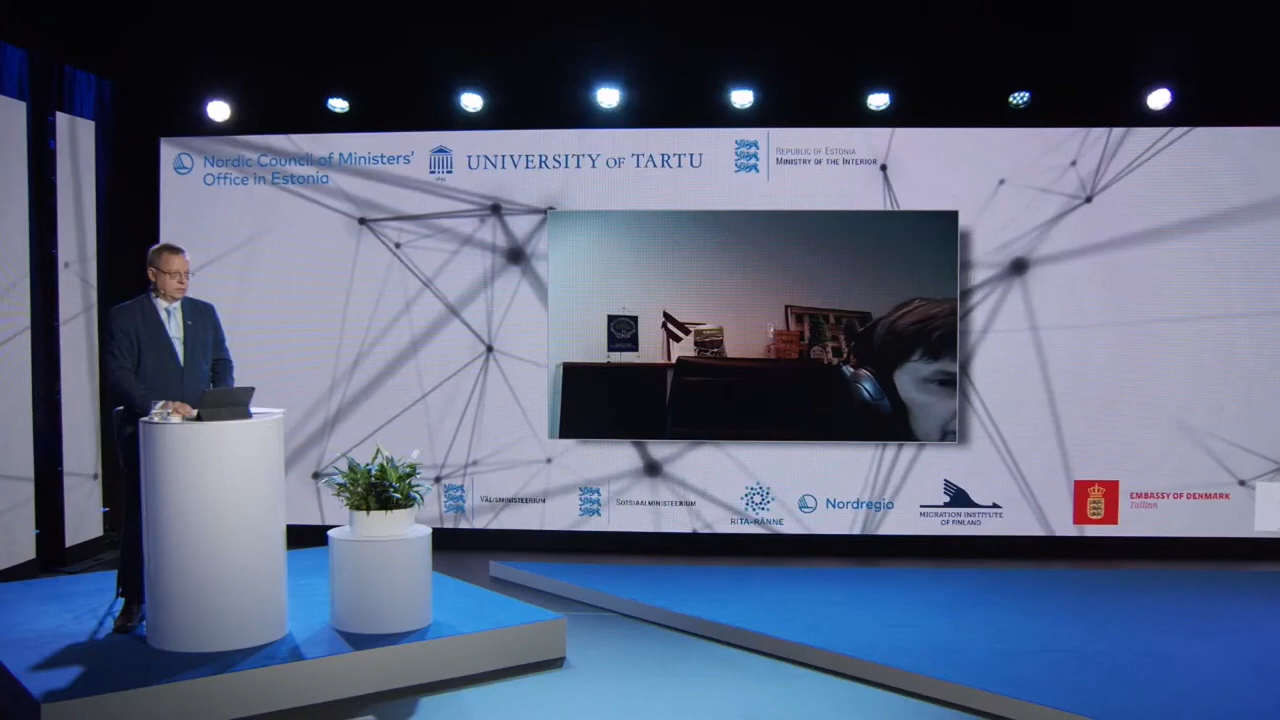 Nordic Council of Ministers'
Office in Estonia
UNIVERSITY OF TARTU
REPUBLIC OF ESTONIA
MINISTRY OF THE INTERIOR
VÄLISMINISTEERIUM
SOTSIAALMINISTEERIUM
RITA-RÄNNE
Nordregio
MIGRATION INSTITUTE
OF FINLAND
EMBASSY OF DENMARK
Tallinn